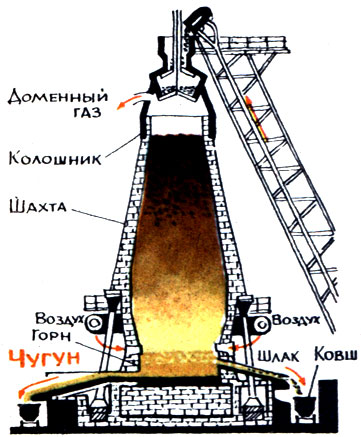 Доменный
газ
Колошник
Шахта
Воздух
Воздух
Горн
Чугун
Шлак
Ковш